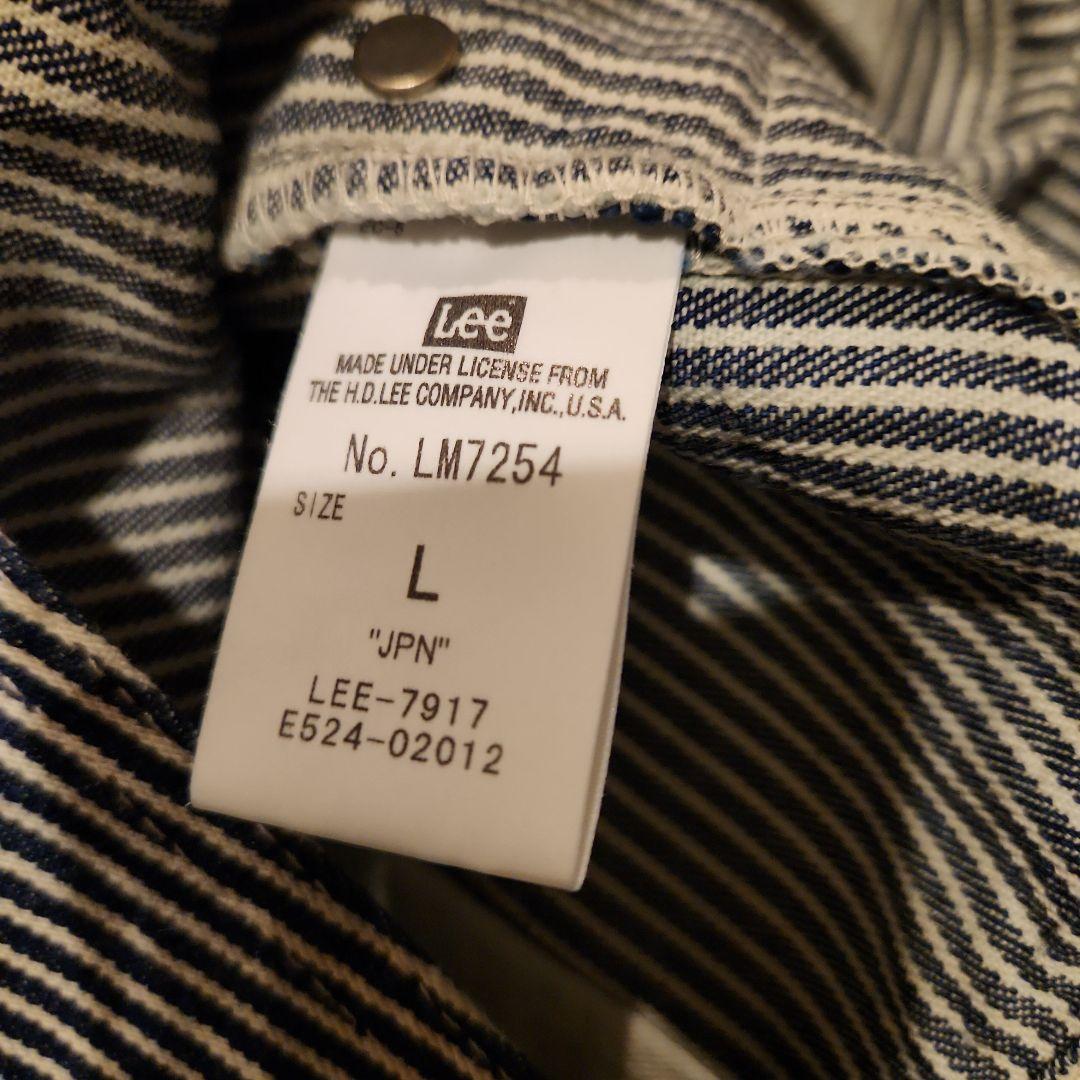 Lee
MADE UNDER LICENSE FROM
THE H.D.LEE COMPANY,INC.,U.S.A.
No. LM7254
SIZE
L
"JPN"
LEE-7917
E524-02012